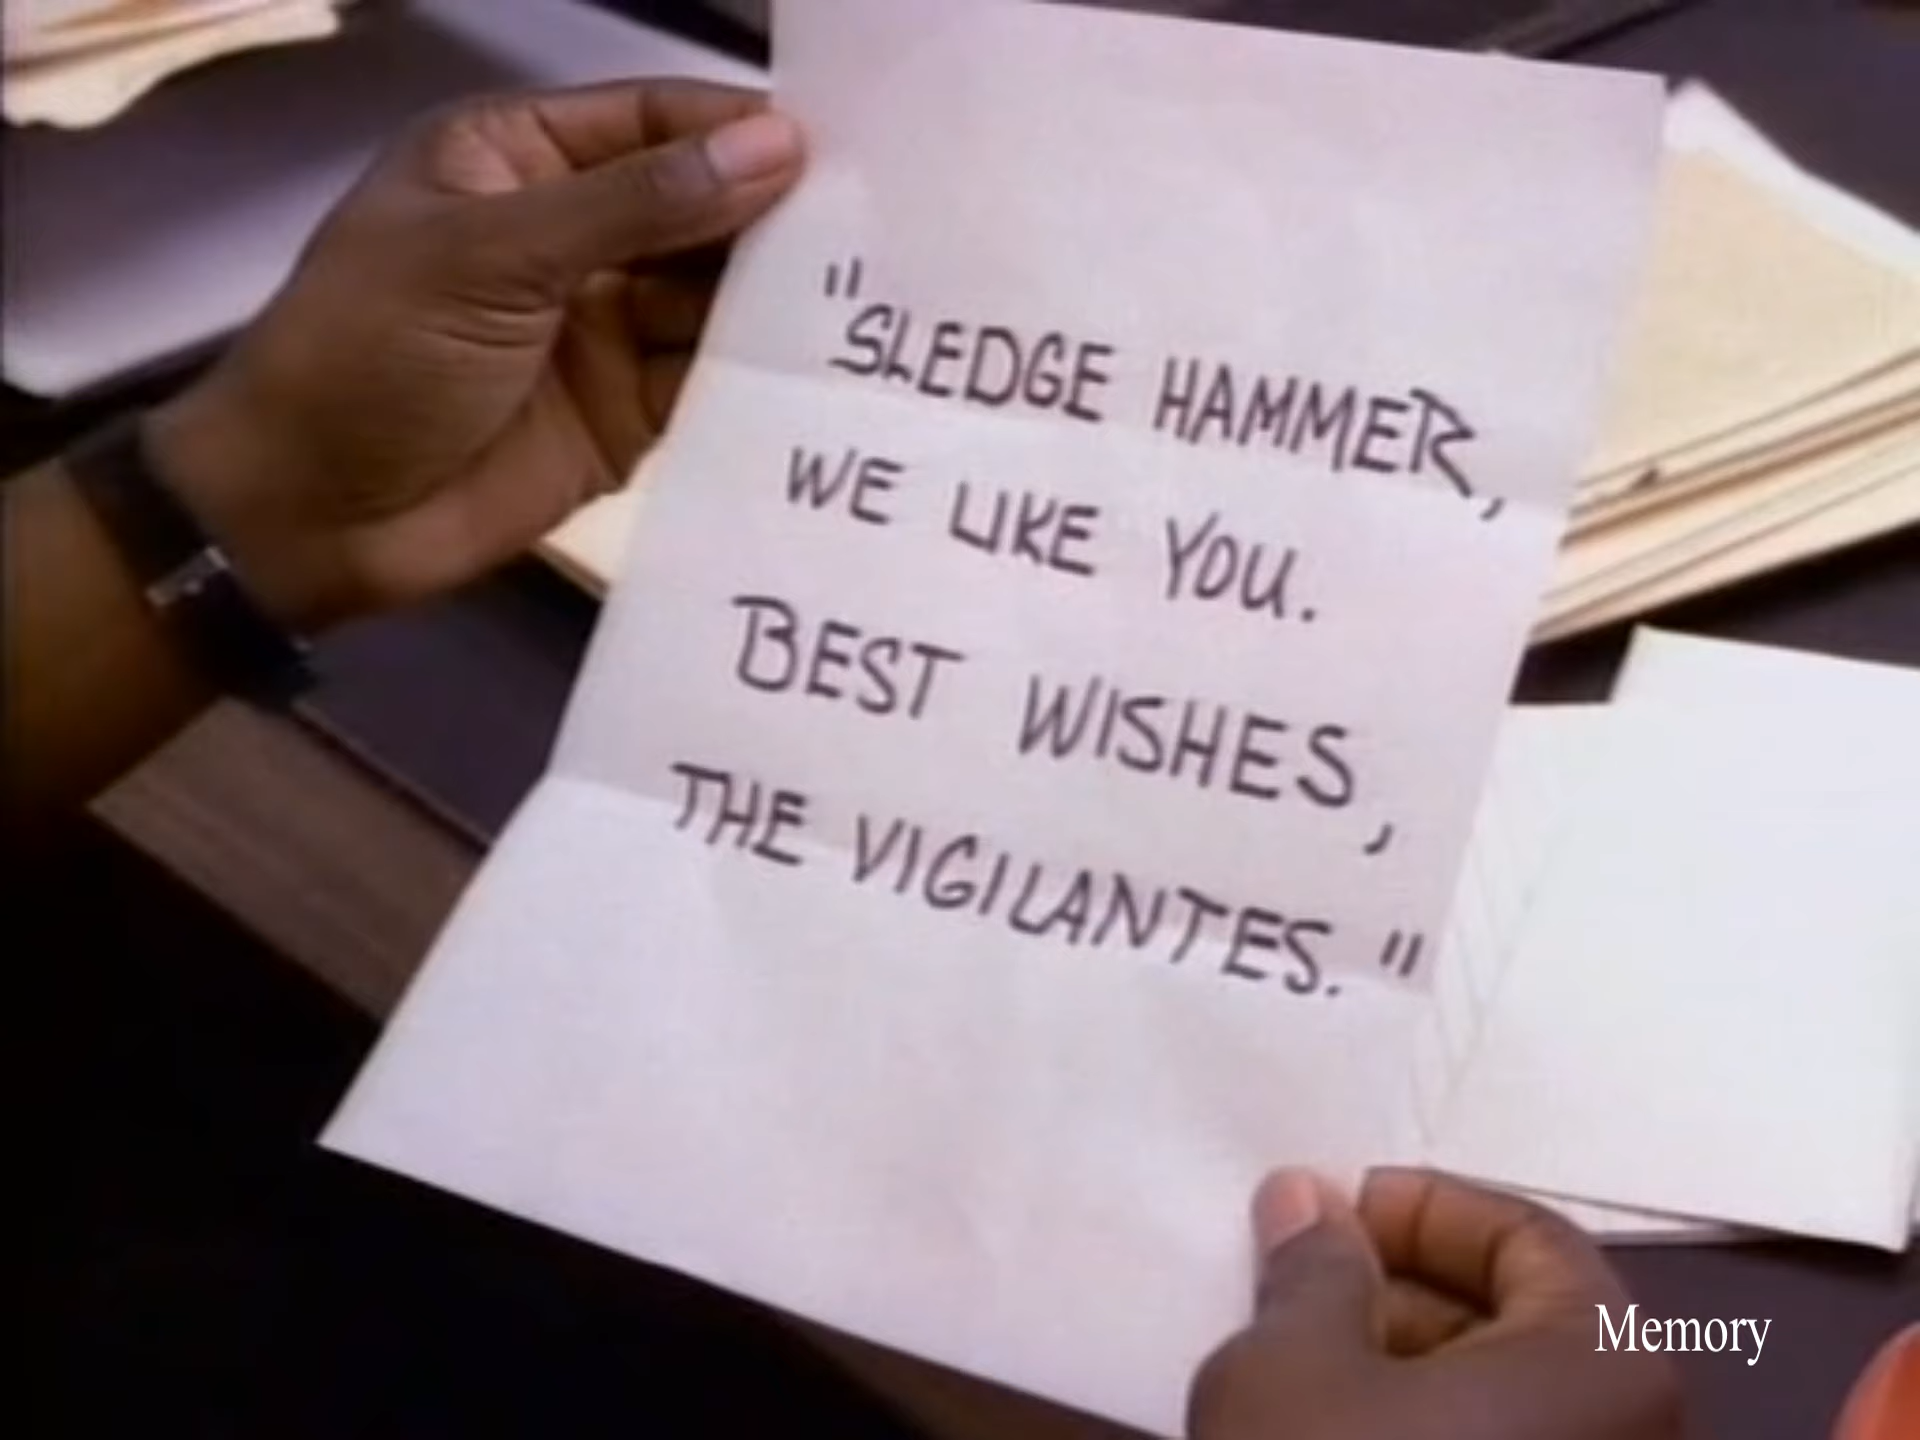 "SLEDGE HAMMER,
WE LIKE YOU.
BEST WISHES,
THE VIGILANTES."
Memory